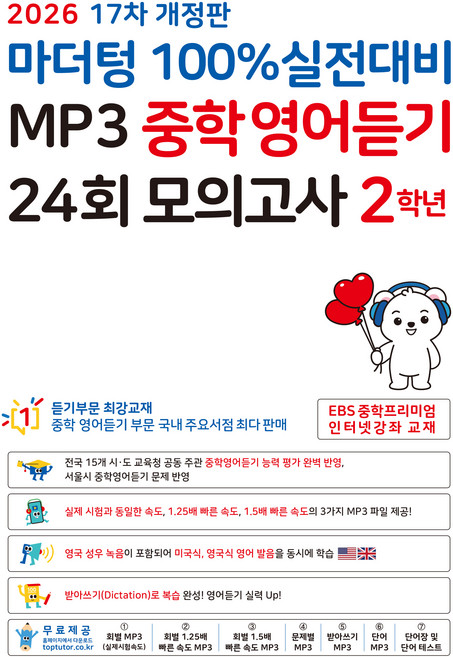 2026 17차 개정판
마더텅 100%실전대비
MP3 중학영어듣기
24회 모의고사 2학년
1
듣기부문 최강교재
중학 영어듣기 부문 국내 주요서점 최다 판매
EBS 중학프리미엄
인터넷강좌 교재
전국 15개 시·도 교육청 공동 주관 중학영어듣기 능력 평가 완벽 반영,
서울시 중학영어듣기 문제 반영
실제 시험과 동일한 속도, 1.25배 빠른 속도, 1.5배 빠른 속도의 3가지 MP3 파일 제공!
영국 성우 녹음이 포함되어 미국식, 영국식 영어 발음을 동시에 학습
받아쓰기(Dictation)로 복습 완성! 영어듣기 실력 Up!
무료제공
홈페이지에서 다운로드
toptutor.co.kr
① 회별 MP3 (실제시험속도)
② 회별 1.25배 빠른 속도 MP3
③ 회별 1.5배 빠른 속도 MP3
④ 문제별 MP3
⑤ 받아쓰기 MP3
⑥ 단어 MP3
⑦ 단어장 및 단어 테스트